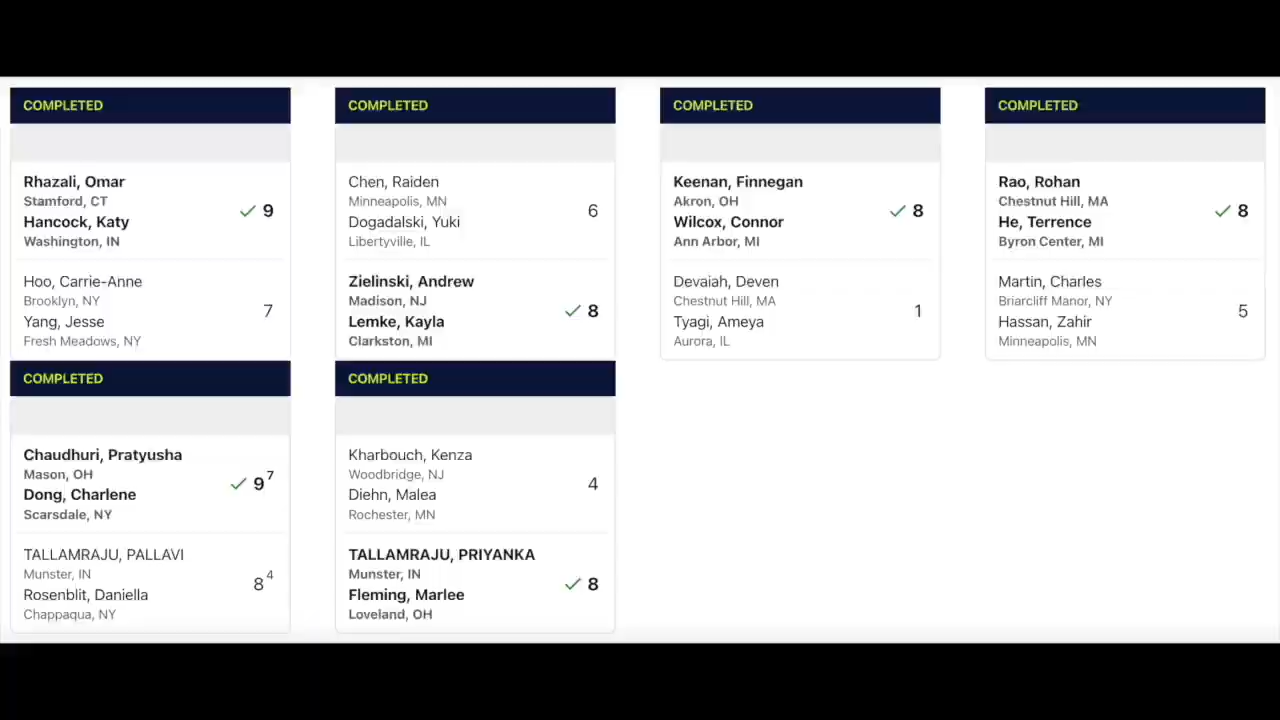 COMPLETED
Rhazali, Omar
Stamford, CT
9
Hancock, Katy
Washington, IN
Hoo, Carrie-Anne
Brooklyn, NY
7
Yang, Jesse
Fresh Meadows, NY
COMPLETED
Chen, Raiden
Minneapolis, MN
6
Dogadalski, Yuki
Libertyville, IL
Zielinski, Andrew
Madison, NJ
8
Lemke, Kayla
Clarkston, MI
COMPLETED
Keenan, Finnegan
Akron, OH
8
Wilcox, Connor
Ann Arbor, MI
Devaiah, Deven
Chestnut Hill, MA
1
Tyagi, Ameya
Aurora, IL
COMPLETED
Rao, Rohan
Chestnut Hill, MA
8
He, Terrence
Byron Center, MI
Martin, Charles
Briarcliff Manor, NY
5
Hassan, Zahir
Minneapolis, MN
COMPLETED
Chaudhuri, Pratyusha
Mason, OH
9 7
Dong, Charlene
Scarsdale, NY
TALLAMRAJU, PALLAVI
Munster, IN
8 4
Rosenblit, Daniella
Chappaqua, NY
COMPLETED
Kharbouch, Kenza
Woodbridge, NJ
4
Diehn, Malea
Rochester, MN
TALLAMRAJU, PRIYANKA
Munster, IN
8
Fleming, Marlee
Loveland, OH